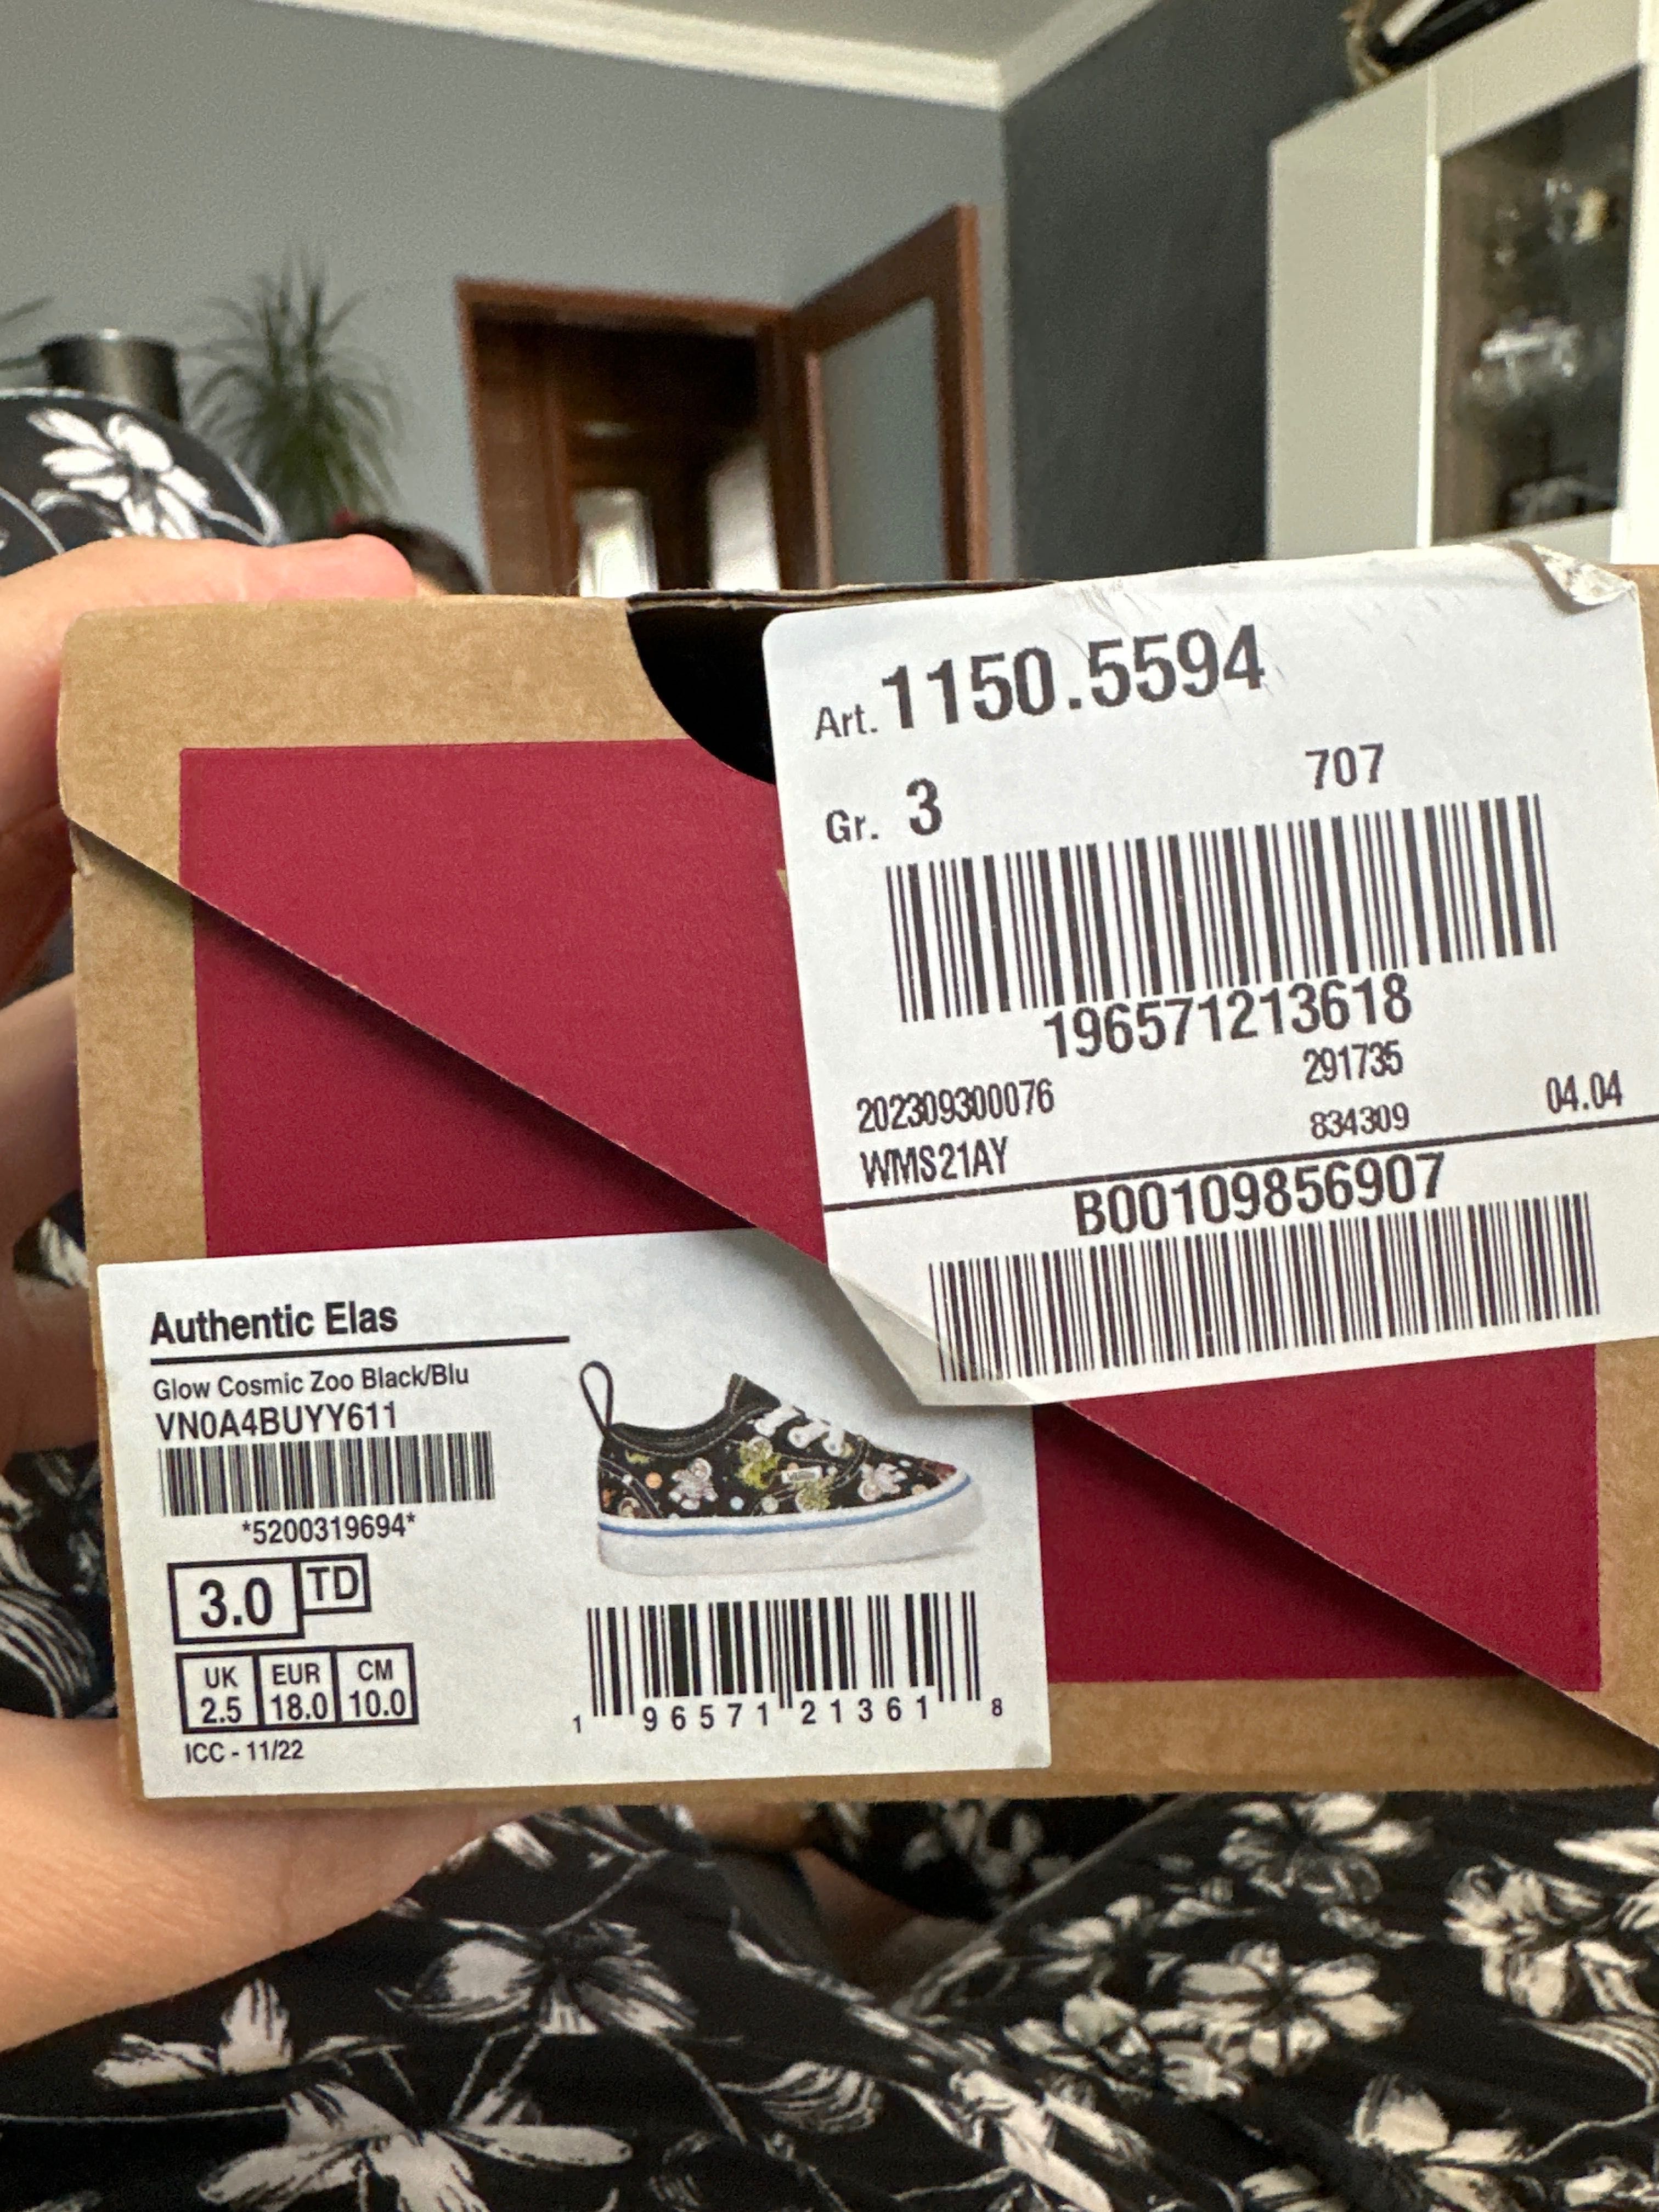 Art. 1150.5594
707
Gr. 3
196571213618
291735
202309300076
04.04
834309
WMS21AY
B00109856907
Authentic Elas
Glow Cosmic Zoo Black/Blu
VN0A4BUYY611
*5200319694*
3.0 TD
UK EUR CM
2.5 18.0 10.0
ICC - 11/22
1 96571 21361 8